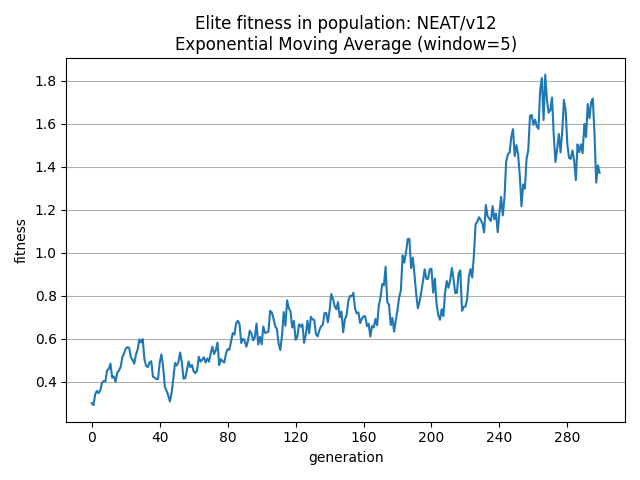 Elite fitness in population: NEAT/v12
Exponential Moving Average (window=5)
fitness
1.8
1.6
1.4
1.2
1.0
0.8
0.6
0.4
0 40 80 120 160 200 240 280
generation